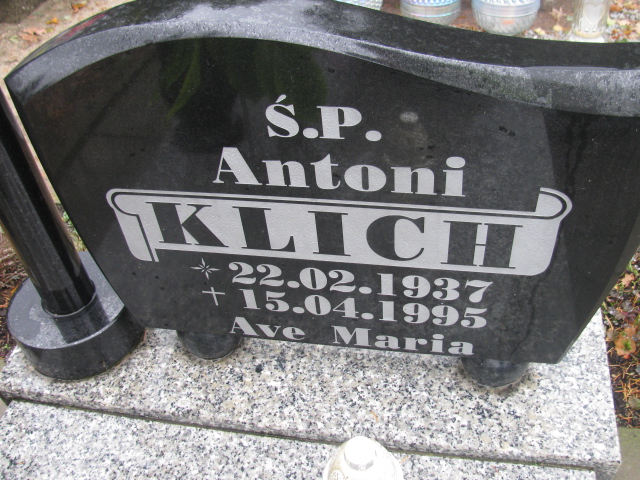 Ś.P.
Antoni
KLICH
22.02.1937
15.04.1995
Ave Maria